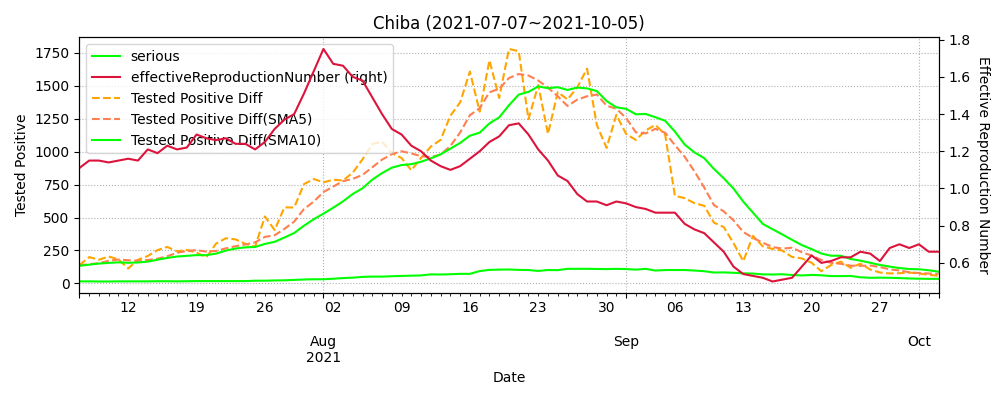 Chiba (2021-07-07~2021-10-05)
serious
effectiveReproductionNumber (right)
Tested Positive Diff
Tested Positive Diff(SMA5)
Tested Positive Diff(SMA10)
Tested Positive
1750
1500
1250
1000
750
500
250
0
1.8
1.6
1.4
1.2
1.0
0.8
0.6
Effective Reproduction Number
12 19 26 02 09 16 23 30 06 13 20 27
Aug Sep Oct
2021
Date